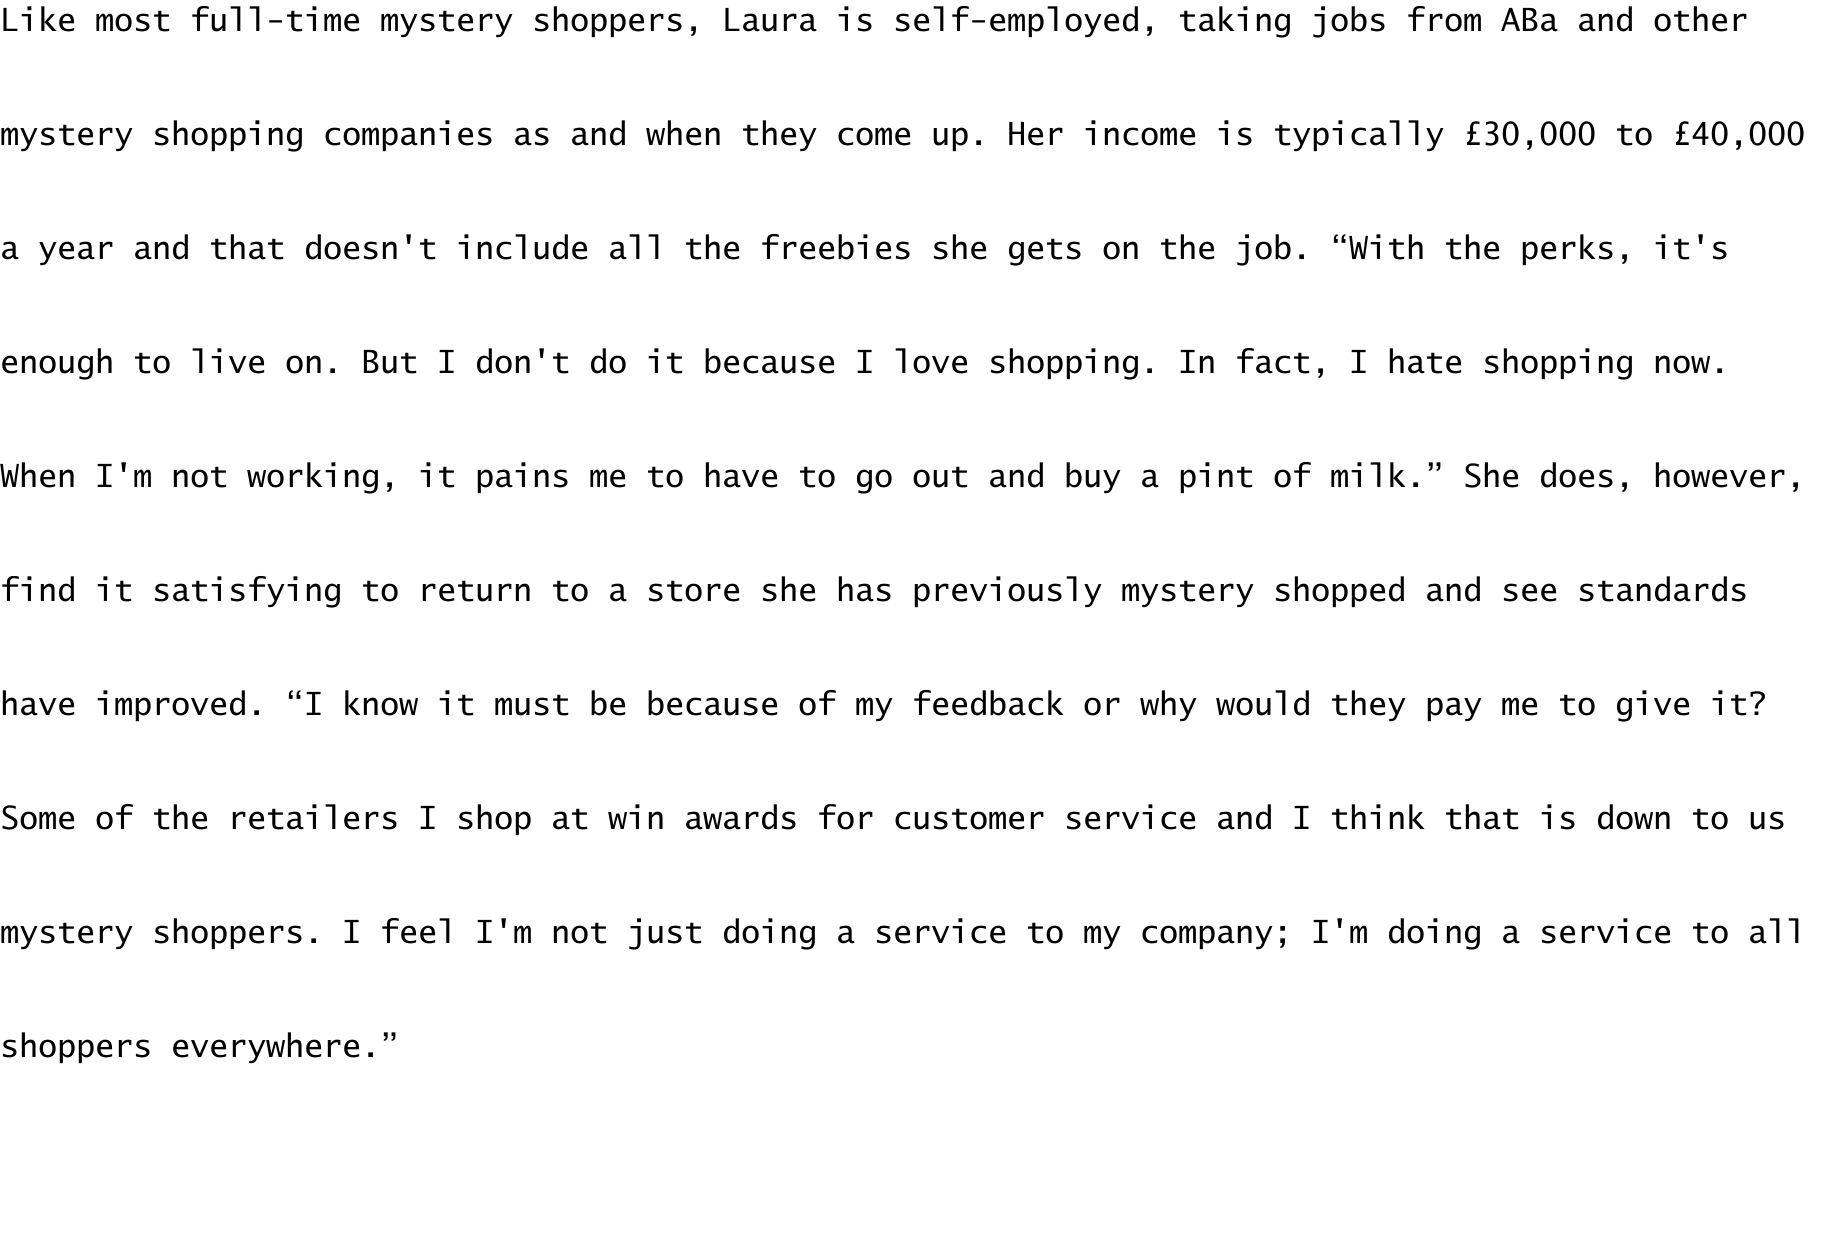 Like most full-time mystery shoppers, Laura is self-employed, taking jobs from ABa and other
mystery shopping companies as and when they come up. Her income is typically £30,000 to £40,000
a year and that doesn't include all the freebies she gets on the job. “With the perks, it's
enough to live on. But I don't do it because I love shopping. In fact, I hate shopping now.
When I'm not working, it pains me to have to go out and buy a pint of milk.” She does, however,
find it satisfying to return to a store she has previously mystery shopped and see standards
have improved. “I know it must be because of my feedback or why would they pay me to give it?
Some of the retailers I shop at win awards for customer service and I think that is down to us
mystery shoppers. I feel I'm not just doing a service to my company; I'm doing a service to all
shoppers everywhere.”